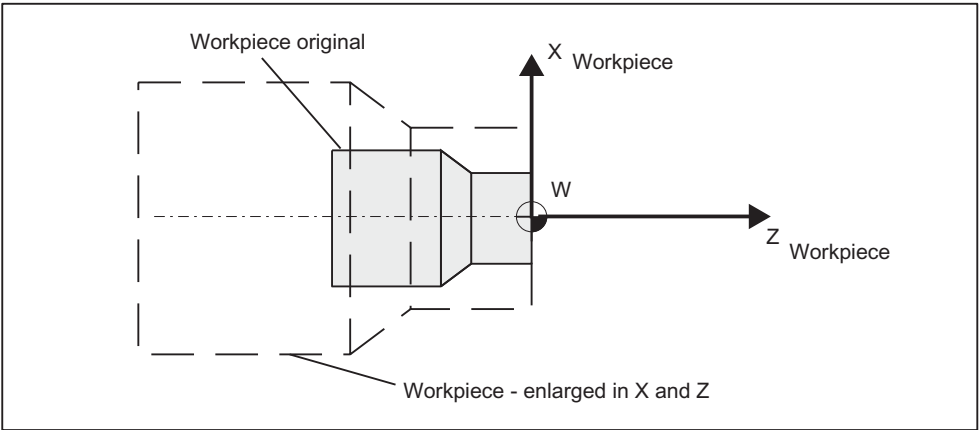 Workpiece original
X
Workpiece
W
Z
Workpiece
Workpiece - enlarged in X and Z